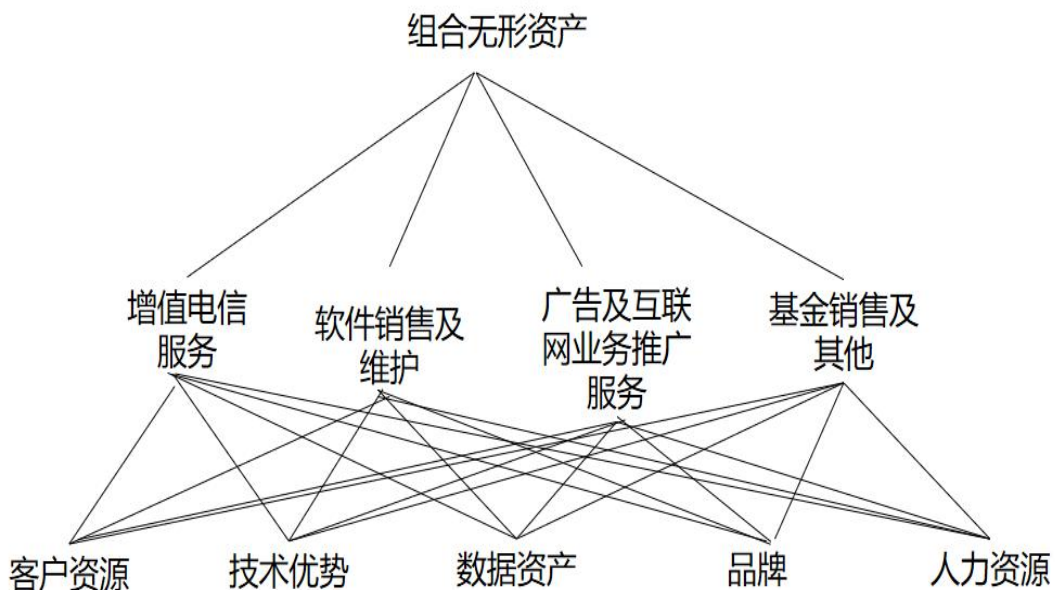 组合无形资产
增值电信
服务
软件销售及
维护
广告及互联
网业务推广
服务
基金销售及
其他
客户资源
技术优势
数据资产
品牌
人力资源